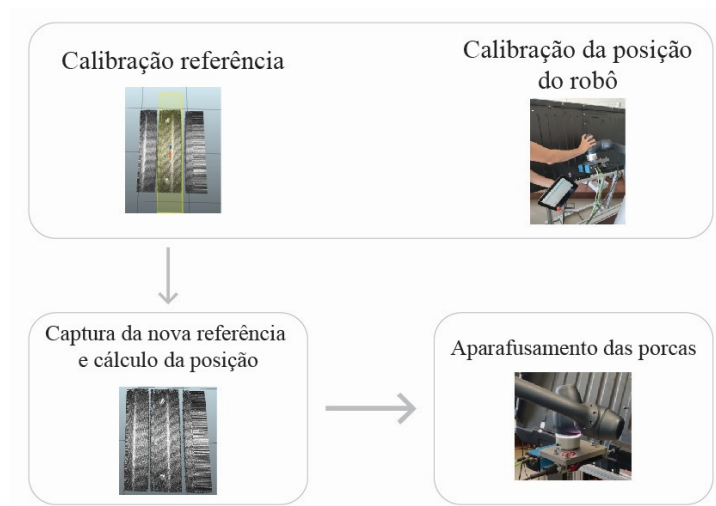 Calibração referência
Calibração da posição
do robô
Captura da nova referência
e cálculo da posição
Aparafusamento das porcas